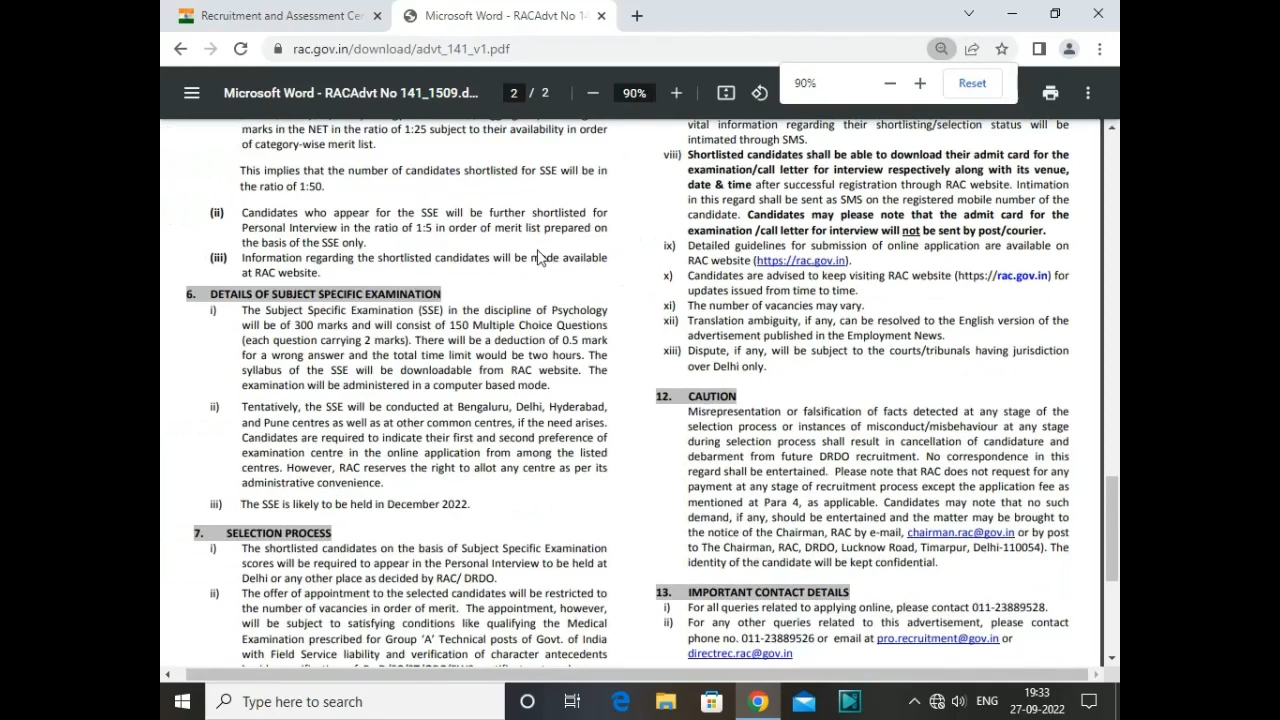 Recruitment and Assessment Ce
Microsoft Word - RACAdvt No 14
rac.gov.in/download/advt_141_v1.pdf
Microsoft Word - RACAdvt No 141_1509.d...
2 / 2
90%
90%
Reset
marks in the NET in the ratio of 1:25 subject to their availability in order
of category-wise merit list.
This implies that the number of candidates shortlisted for SSE will be in
the ratio of 1:50.
(ii) Candidates who appear for the SSE will be further shortlisted for
Personal Interview in the ratio of 1:5 in order of merit list prepared on
the basis of the SSE only.
(iii) Information regarding the shortlisted candidates will be made available
at RAC website.
6. DETAILS OF SUBJECT SPECIFIC EXAMINATION
i) The Subject Specific Examination (SSE) in the discipline of Psychology
will be of 300 marks and will consist of 150 Multiple Choice Questions
(each question carrying 2 marks). There will be a deduction of 0.5 mark
for a wrong answer and the total time limit would be two hours. The
syllabus of the SSE will be downloadable from RAC website. The
examination will be administered in a computer based mode.
ii) Tentatively, the SSE will be conducted at Bengaluru, Delhi, Hyderabad,
and Pune centres as well as at other common centres, if the need arises.
Candidates are required to indicate their first and second preference of
examination centre in the online application from among the listed
centres. However, RAC reserves the right to allot any centre as per its
administrative convenience.
iii) The SSE is likely to be held in December 2022.
7. SELECTION PROCESS
i) The shortlisted candidates on the basis of Subject Specific Examination
scores will be required to appear in the Personal Interview to be held at
Delhi or any other place as decided by RAC/ DRDO.
ii) The offer of appointment to the selected candidates will be restricted to
the number of vacancies in order of merit. The appointment, however,
will be subject to satisfying conditions like qualifying the Medical
Examination prescribed for Group 'A' Technical posts of Govt. of India
with Field Service liability and verification of character antecedents
vital information regarding their shortlisting/selection status will be
intimated through SMS.
viii) Shortlisted candidates shall be able to download their admit card for the
examination/call letter for interview respectively along with its venue,
date & time after successful registration through RAC website. Intimation
in this regard shall be sent as SMS on the registered mobile number of the
candidate. Candidates may please note that the admit card for the
examination /call letter for interview will not be sent by post/courier.
ix) Detailed guidelines for submission of online application are available on
RAC website (https://rac.gov.in).
x) Candidates are advised to keep visiting RAC website (https://rac.gov.in) for
updates issued from time to time.
xi) The number of vacancies may vary.
xii) Translation ambiguity, if any, can be resolved to the English version of the
advertisement published in the Employment News.
xiii) Dispute, if any, will be subject to the courts/tribunals having jurisdiction
over Delhi only.
12. CAUTION
Misrepresentation or falsification of facts detected at any stage of the
selection process or instances of misconduct/misbehaviour at any stage
during selection process shall result in cancellation of candidature and
debarment from future DRDO recruitment. No correspondence in this
regard shall be entertained. Please note that RAC does not request for any
payment at any stage of recruitment process except the application fee as
mentioned at Para 4, as applicable. Candidates may note that no such
demand, if any, should be entertained and the matter may be brought to
the notice of the Chairman, RAC by e-mail, chairman.rac@gov.in or by post
to The Chairman, RAC, DRDO, Lucknow Road, Timarpur, Delhi-110054). The
identity of the candidate will be kept confidential.
13. IMPORTANT CONTACT DETAILS
i) For all queries related to applying online, please contact 011-23889528.
ii) For any other queries related to this advertisement, please contact
phone no. 011-23889526 or email at pro.recruitment@gov.in or
directrec.rac@gov.in
Type here to search
ENG
19:33
27-09-2022